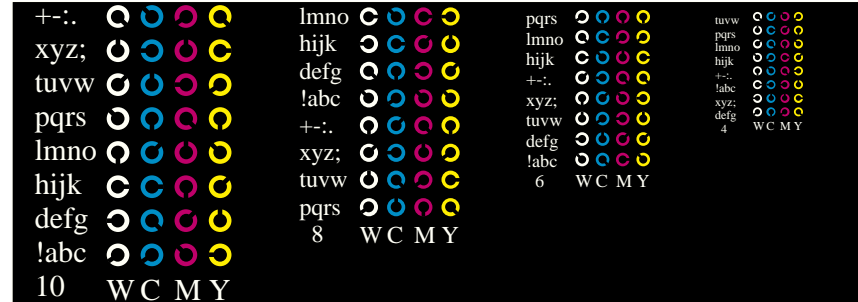 +-:.
xyz;
tuvw
pqrs
lmno
hijk
defg
!abc
10 W C M Y
lmno
hijk
defg
!abc
+-:.
xyz;
tuvw
pqrs
8 W C M Y
pqrs
lmno
hijk
+-:.
xyz;
tuvw
defg
!abc
6 W C M Y
tuvw
pqrs
lmno
hijk
+-:.
!abc
xyz;
defg
4 W C M Y